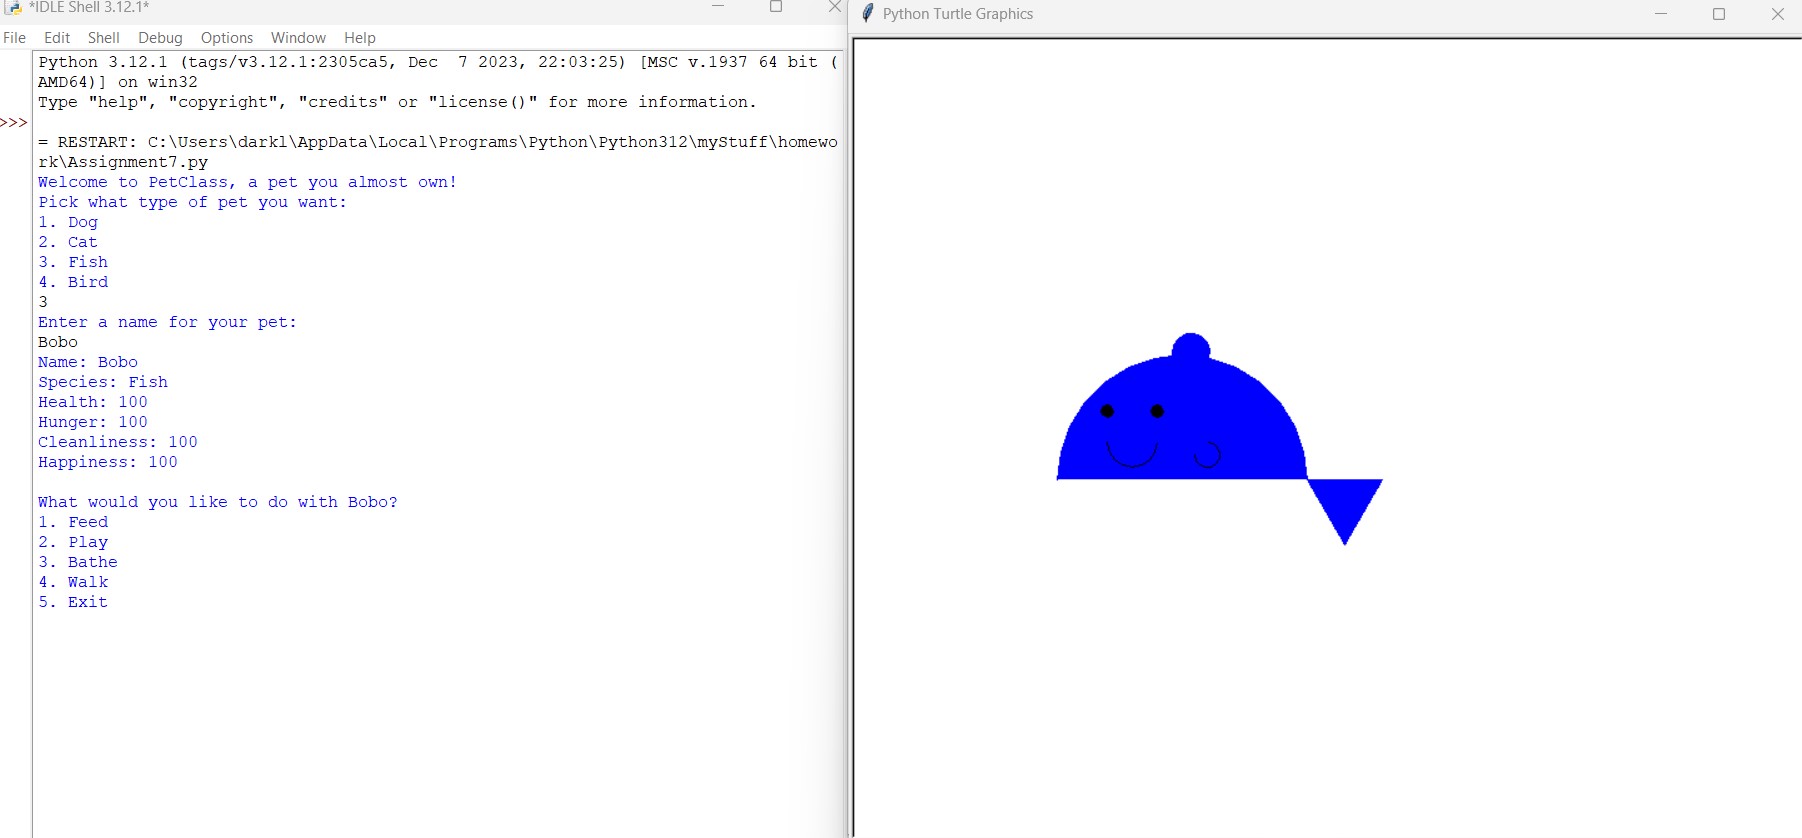 *IDLE Shell 3.12.1*
File Edit Shell Debug Options Window Help
Python 3.12.1 (tags/v3.12.1:2305ca5, Dec  7 2023, 22:03:25) [MSC v.1937 64 bit (
AMD64)] on win32
Type "help", "copyright", "credits" or "license()" for more information.
>>>
= RESTART: C:\Users\darkl\AppData\Local\Programs\Python\Python312\myStuff\homewo
rk\Assignment7.py
Welcome to PetClass, a pet you almost own!
Pick what type of pet you want:
1. Dog
2. Cat
3. Fish
4. Bird
3
Enter a name for your pet:
Bobo
Name: Bobo
Species: Fish
Health: 100
Hunger: 100
Cleanliness: 100
Happiness: 100
What would you like to do with Bobo?
1. Feed
2. Play
3. Bathe
4. Walk
5. Exit
Python Turtle Graphics